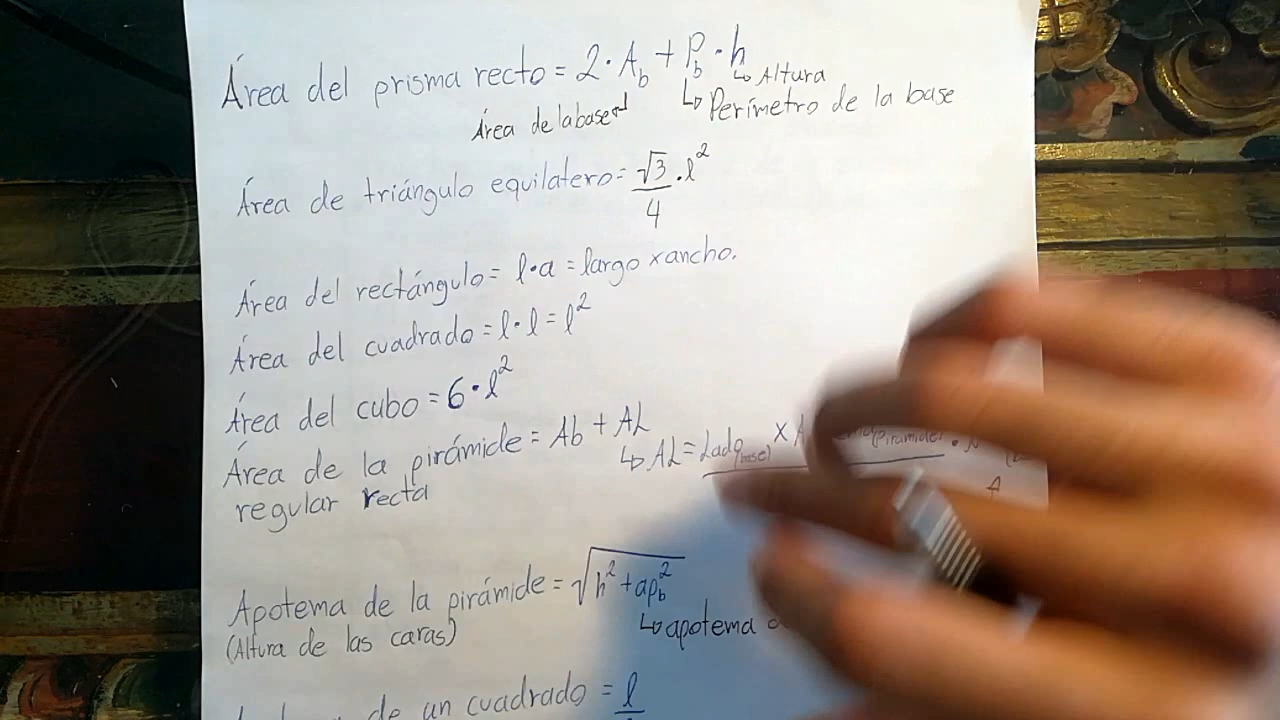 Área del prisma recto = 2·A_b + P_b·h
↳ Altura
Área de la base ↲ ↳ Perímetro de la base
Área de triángulo equilatero = √3/4 · l²
Área del rectángulo = l·a = largo x ancho.
Área del cuadrado = l·l = l²
Área del cubo = 6·l²
Área de la pirámide = Ab + AL
regular recta
↳ AL = Lado(base) x
Apotema de la pirámide = √(h² + ap_b²)
(Altura de las caras)
↳ apotema
de un cuadrado = l